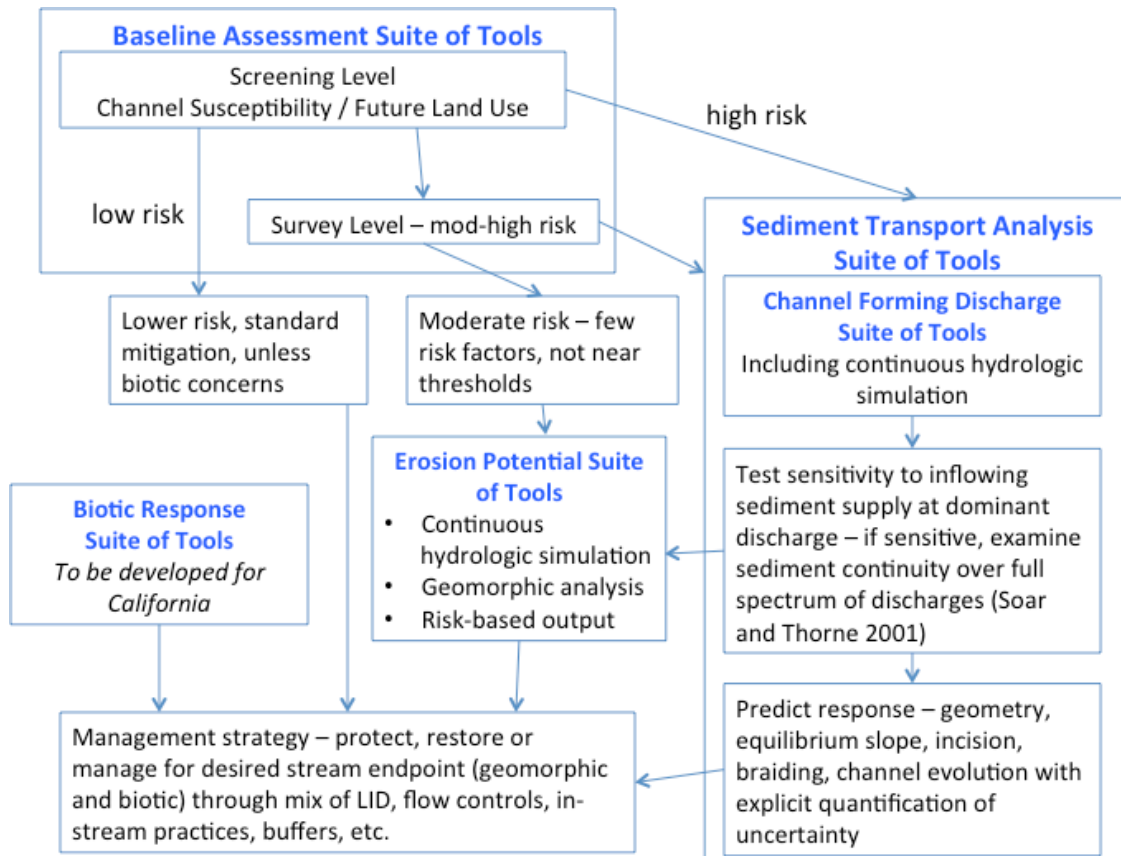 Baseline Assessment Suite of Tools
Screening Level
Channel Susceptibility / Future Land Use
high risk
low risk
Survey Level – mod-high risk
Sediment Transport Analysis
Suite of Tools
Channel Forming Discharge
Suite of Tools
Including continuous hydrologic
simulation
Lower risk, standard
mitigation, unless
biotic concerns
Moderate risk – few
risk factors, not near
thresholds
Erosion Potential Suite
of Tools
• Continuous
hydrologic simulation
• Geomorphic analysis
• Risk-based output
Test sensitivity to inflowing
sediment supply at dominant
discharge – if sensitive, examine
sediment continuity over full
spectrum of discharges (Soar
and Thorne 2001)
Biotic Response
Suite of Tools
To be developed for
California
Management strategy – protect, restore or
manage for desired stream endpoint (geomorphic
and biotic) through mix of LID, flow controls, in-
stream practices, buffers, etc.
Predict response – geometry,
equilibrium slope, incision,
braiding, channel evolution with
explicit quantification of
uncertainty